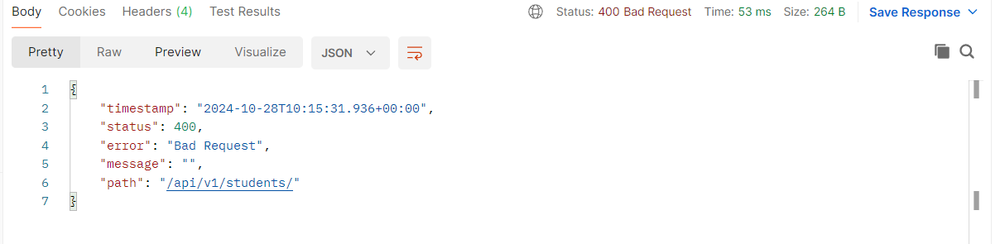 Body Cookies Headers (4) Test Results Status: 400 Bad Request Time: 53 ms Size: 264 B Save Response
Pretty Raw Preview Visualize JSON
1 {
2 "timestamp": "2024-10-28T10:15:31.936+00:00",
3 "status": 400,
4 "error": "Bad Request",
5 "message": "",
6 "path": "/api/v1/students/"
7 }